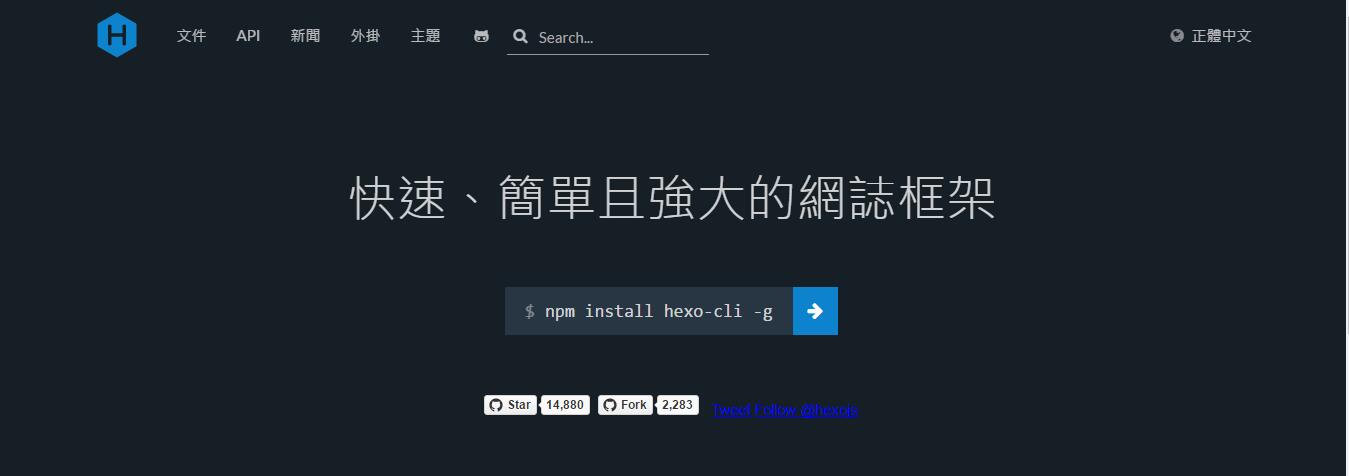 H 文件 API 新聞 外掛 主題 Search... 正體中文
快速、簡單且強大的網誌框架
$ npm install hexo-cli -g
Star 14,880 Fork 2,283 Tweet Follow @hexojs